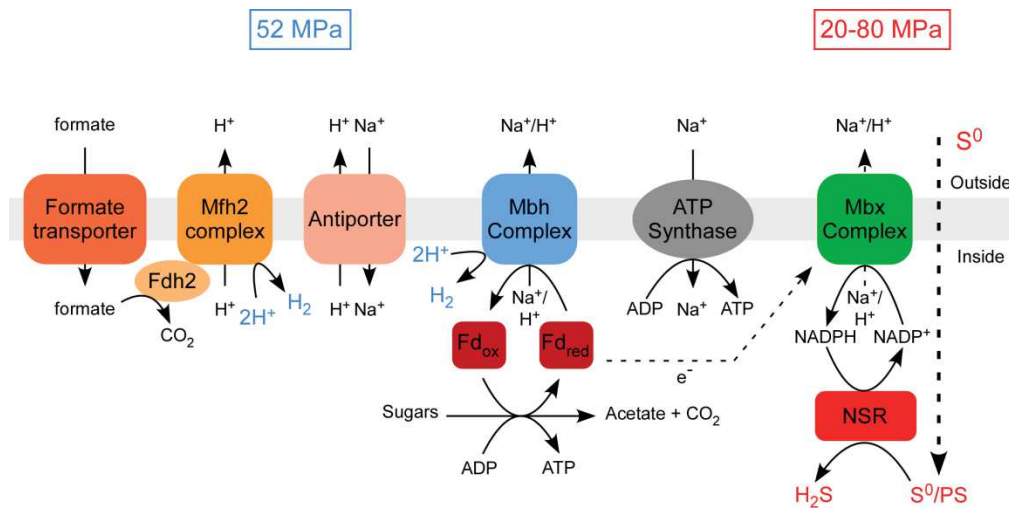 52 MPa
20-80 MPa
formate
H⁺
H⁺ Na⁺
Na⁺/H⁺
Na⁺
Na⁺/H⁺
S⁰
Outside
Formate
transporter
Mfh2
complex
Antiporter
Mbh
Complex
ATP
Synthase
Mbx
Complex
Inside
Fdh2
formate
CO₂
H⁺
2H⁺
H₂
H⁺ Na⁺
2H⁺
H₂
Na⁺/
H⁺
ADP
Na⁺
ATP
Na⁺/
H⁺
NADPH
NADP⁺
Fdox
Fdred
e⁻
Sugars
Acetate + CO₂
ADP
ATP
NSR
H₂S
S⁰/PS